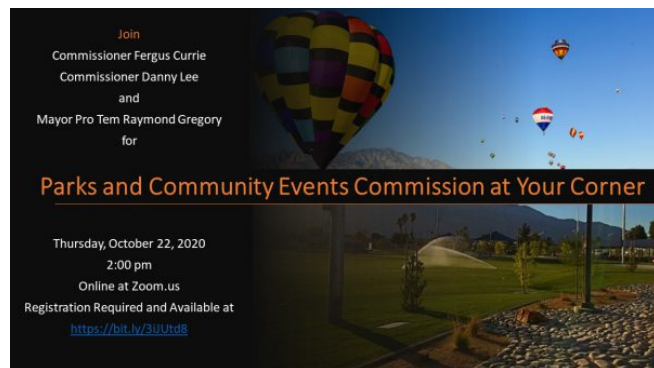 Join
Commissioner Fergus Currie
Commissioner Danny Lee
and
Mayor Pro Tem Raymond Gregory
for
Parks and Community Events Commission at Your Corner
Thursday, October 22, 2020
2:00 pm
Online at Zoom.us
Registration Required and Available at
https://bit.ly/3iJUtd8
RE/MAX